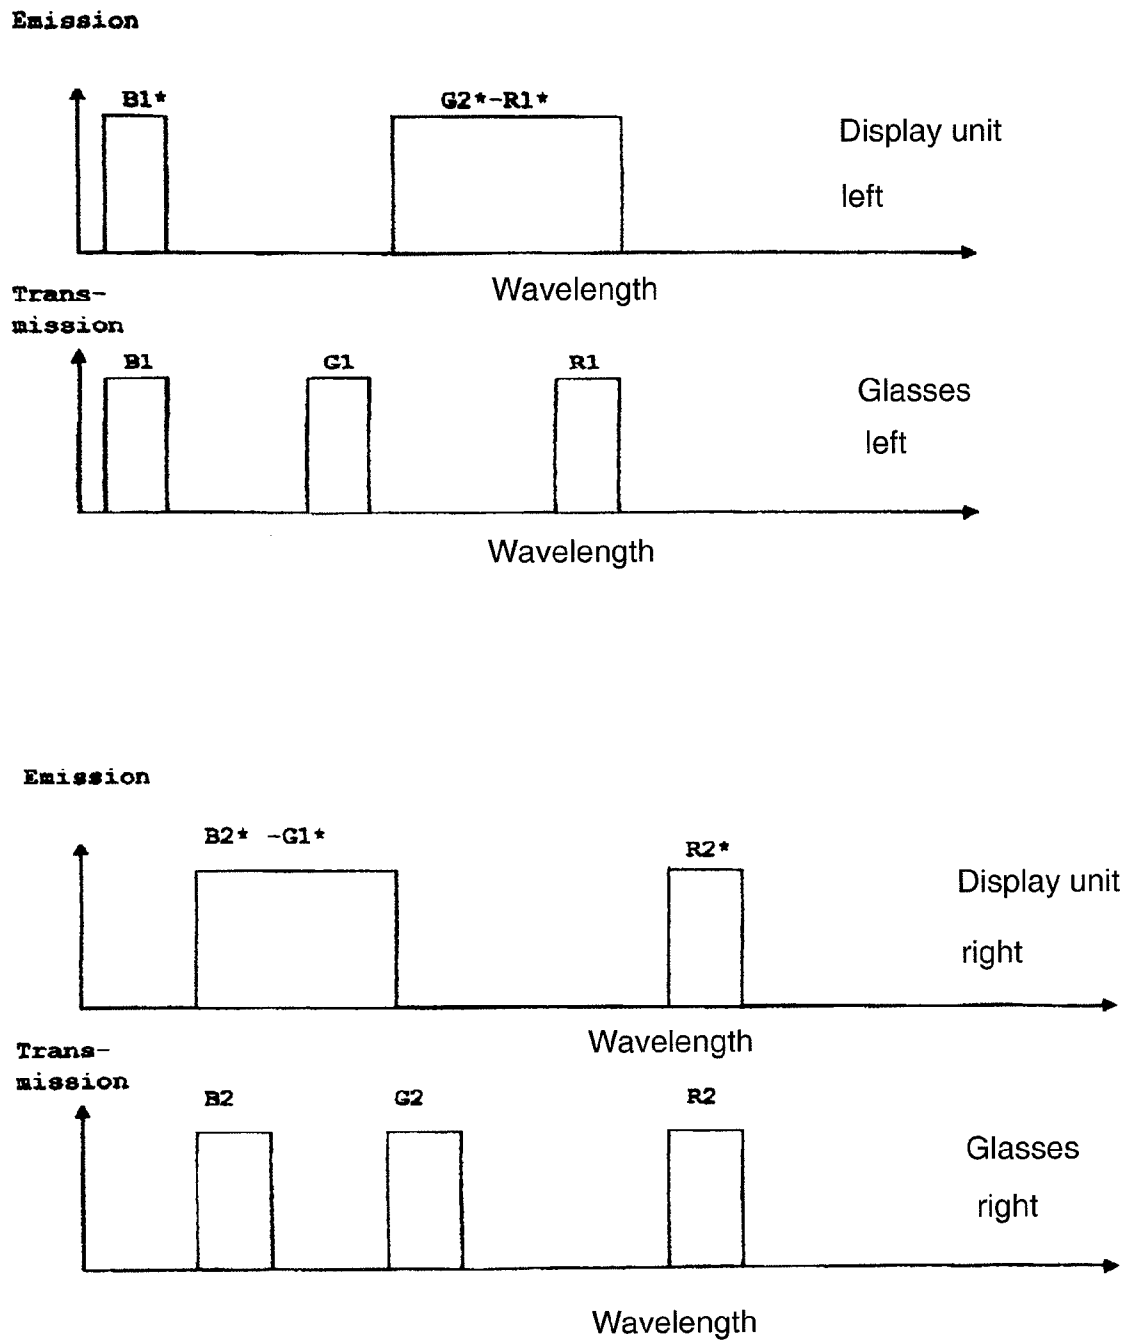 Emission
B1*
G2*-R1*
Display unit
left
Wavelength
Trans-
mission
B1
G1
R1
Glasses
left
Wavelength
Emission
B2* -G1*
R2*
Display unit
right
Wavelength
Trans-
mission
B2
G2
R2
Glasses
right
Wavelength